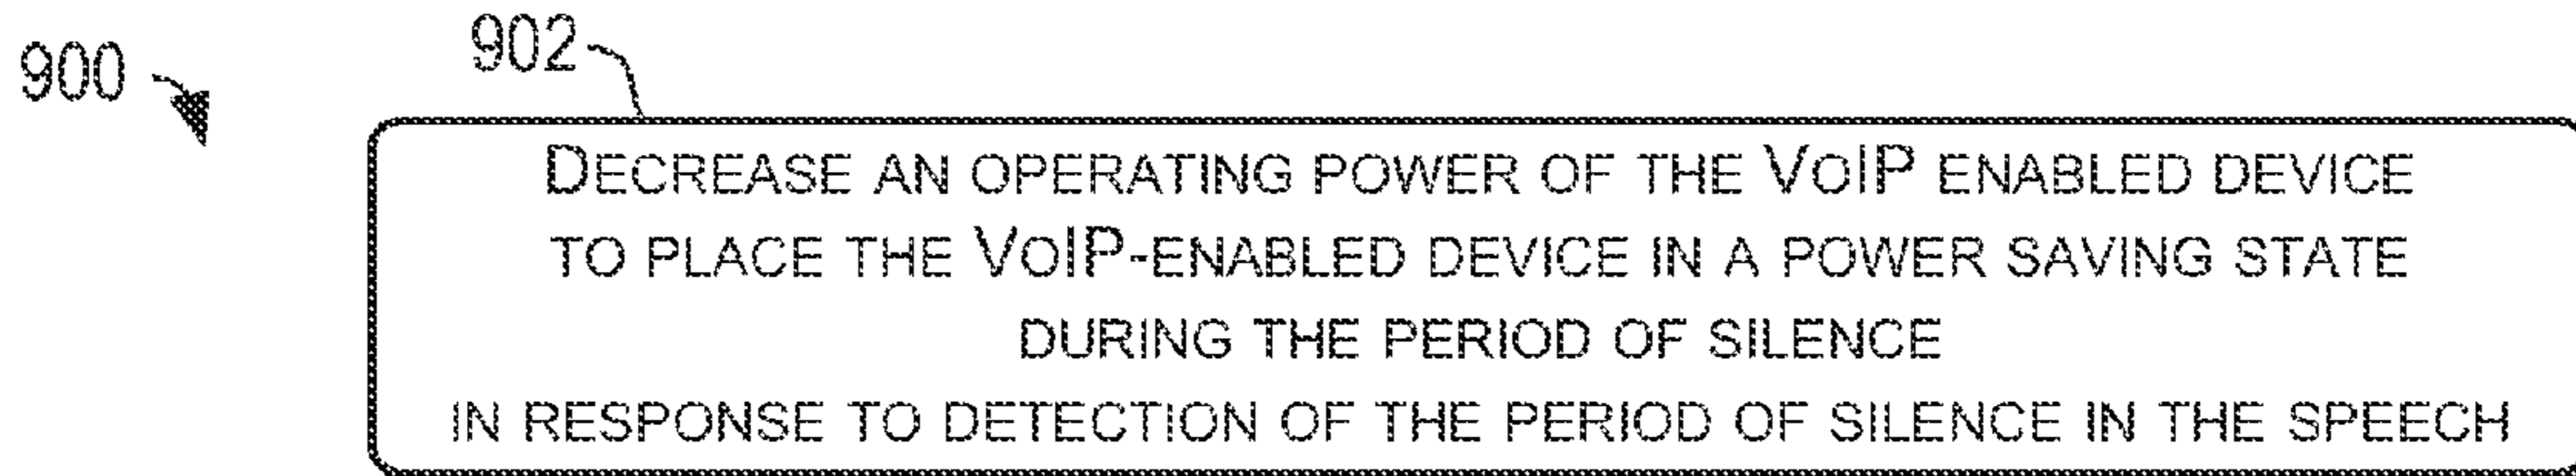 900
902
DECREASE AN OPERATING POWER OF THE VOIP ENABLED DEVICE
TO PLACE THE VOIP-ENABLED DEVICE IN A POWER SAVING STATE
DURING THE PERIOD OF SILENCE
IN RESPONSE TO DETECTION OF THE PERIOD OF SILENCE IN THE SPEECH